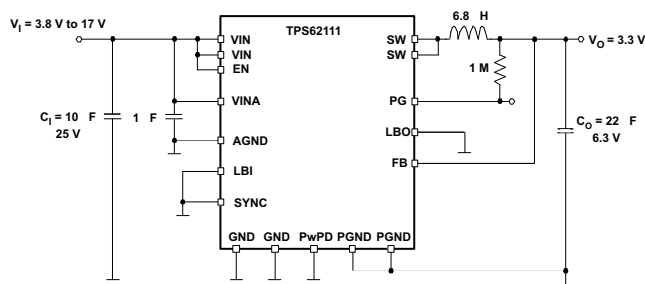 V_I = 3.8 V to 17 V
TPS62111
6.8 H
V_O = 3.3 V
VIN
VIN
EN
SW
SW
1 M
VINA
PG
C_I = 10 F
25 V
1 F
AGND
LBO
C_O = 22 F
6.3 V
LBI
FB
SYNC
GND
GND
PwPD
PGND
PGND